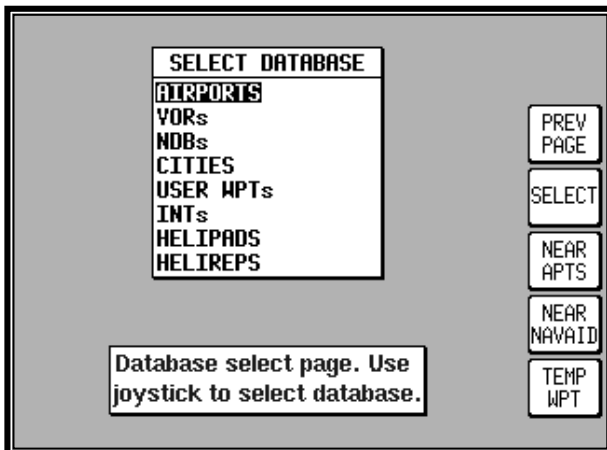 SELECT DATABASE
AIRPORTS
VORs
NDBs
CITIES
USER WPTs
INTs
HELIPADS
HELIREPS
PREV
PAGE
SELECT
NEAR
APTS
NEAR
NAVAID
TEMP
WPT
Database select page. Use
joystick to select database.